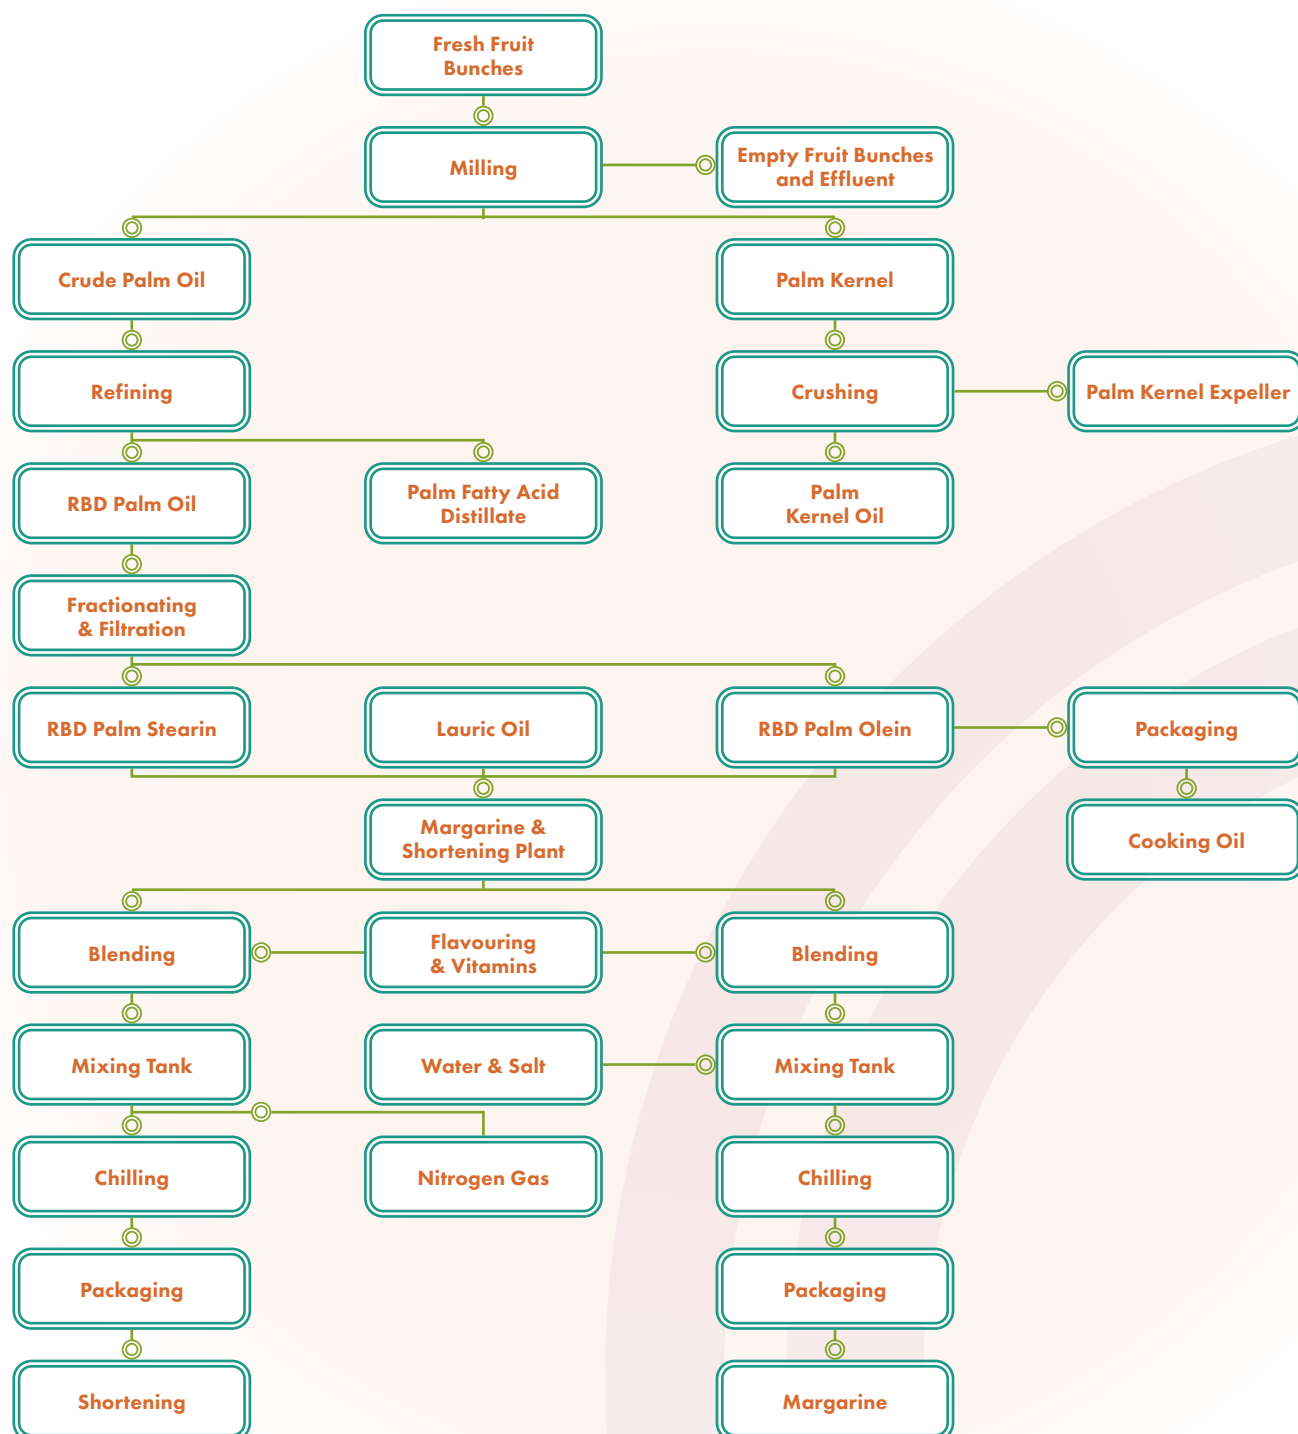 Fresh Fruit
Bunches
Milling
Empty Fruit Bunches
and Effluent
Crude Palm Oil
Palm Kernel
Refining
Crushing
Palm Kernel Expeller
RBD Palm Oil
Palm Fatty Acid
Distillate
Palm
Kernel Oil
Fractionating
& Filtration
RBD Palm Stearin
Lauric Oil
RBD Palm Olein
Packaging
Margarine &
Shortening Plant
Cooking Oil
Blending
Flavouring
& Vitamins
Blending
Mixing Tank
Water & Salt
Mixing Tank
Chilling
Nitrogen Gas
Chilling
Packaging
Packaging
Shortening
Margarine